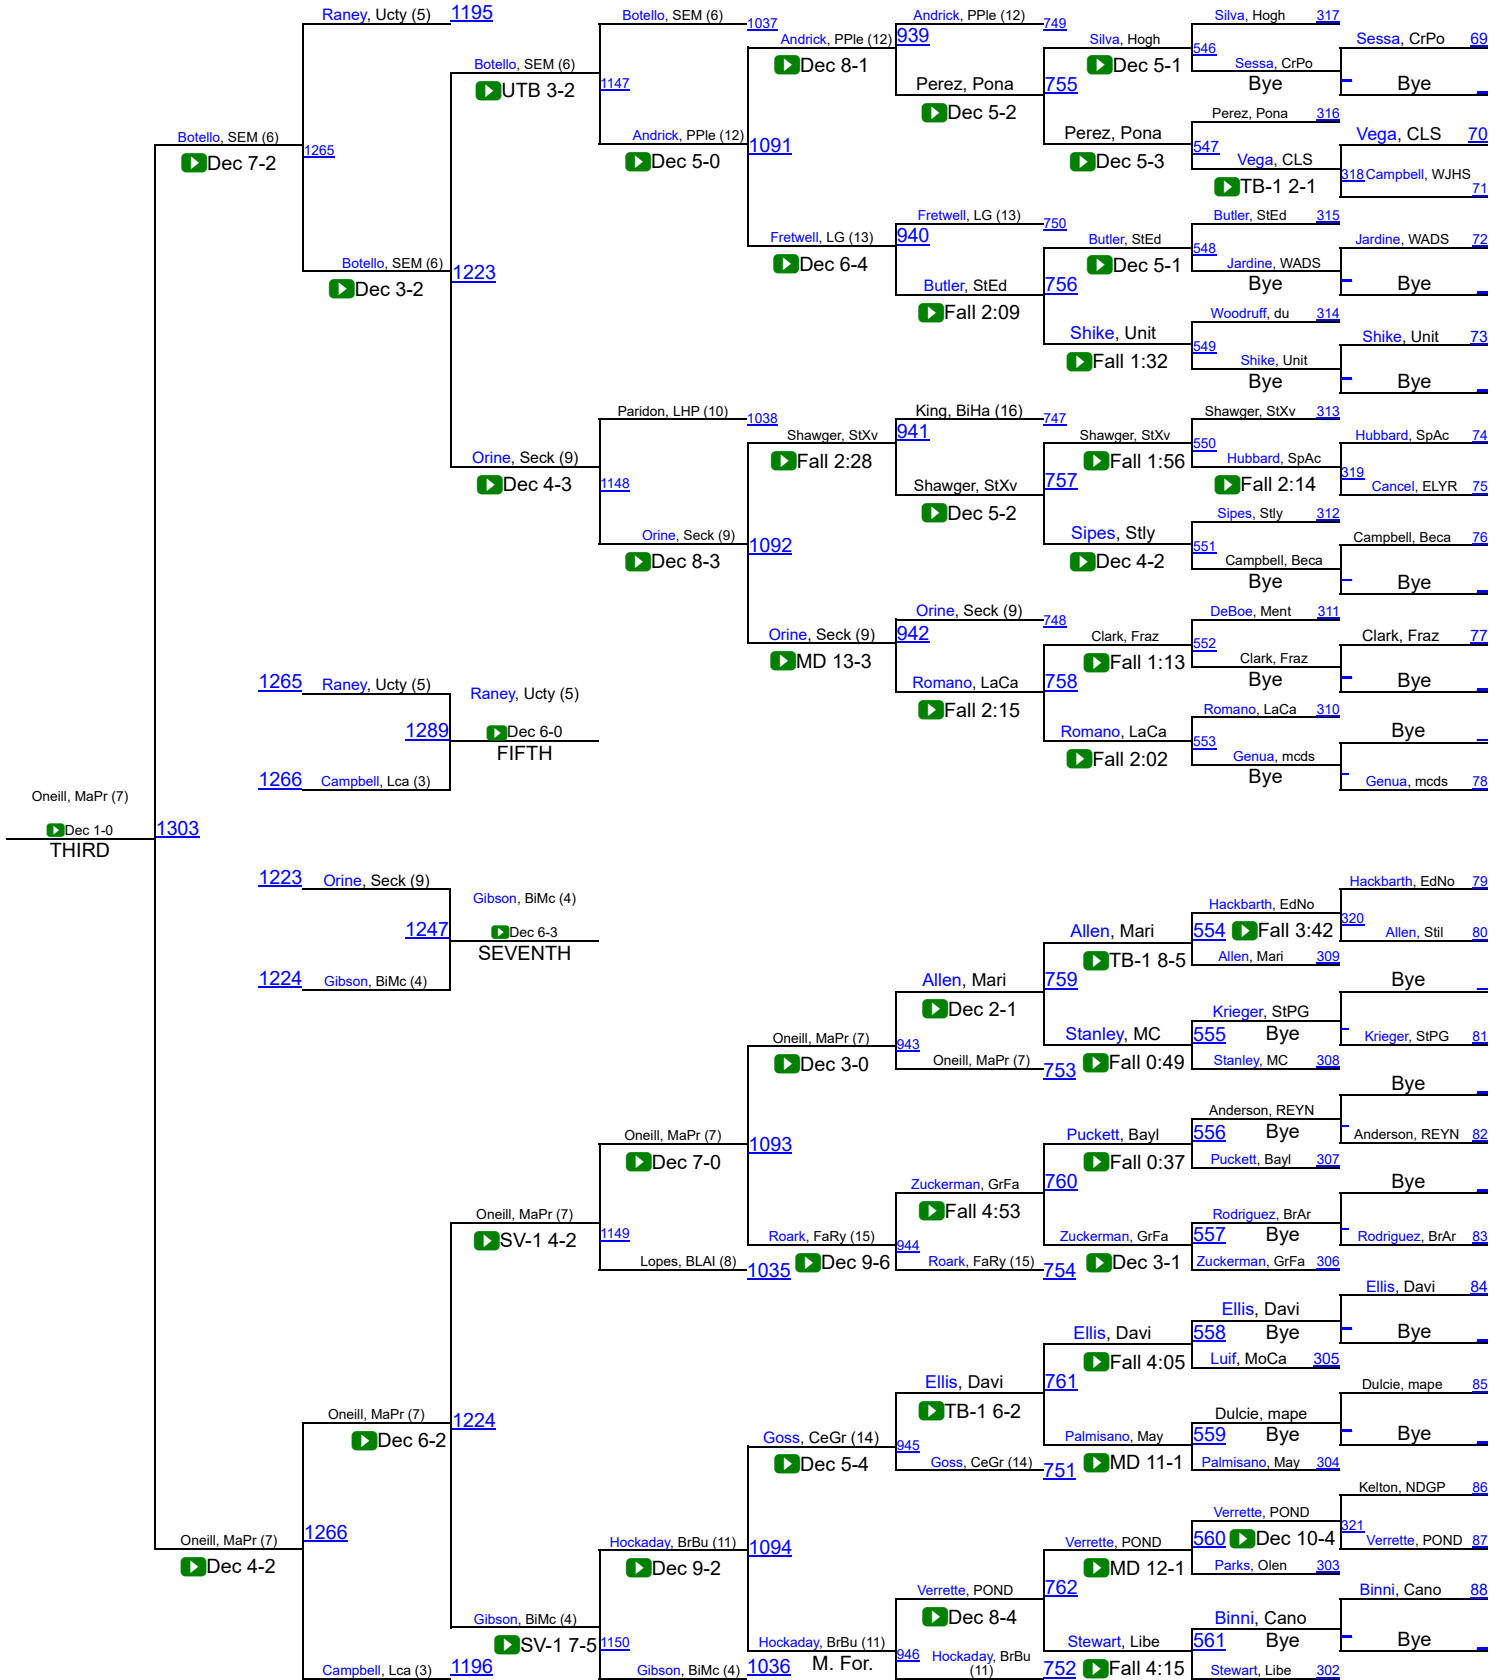 Raney, Ucty (5) 1195
Botello, SEM (6) 1037
Andrick, PPle (12) 749
Silva, Hogh 317
Sessa, CrPo 69
Andrick, PPle (12) 939
Silva, Hogh 546
Botello, SEM (6)
Sessa, CrPo
Dec 8-1
Dec 5-1
UTB 3-2 1147
Perez, Pona 755
Bye
Bye
Dec 5-2
Perez, Pona 316
Botello, SEM (6)
Andrick, PPle (12) 1091
Perez, Pona 547
Vega, CLS 70
1265
Dec 7-2
Dec 5-0
Dec 5-3
Vega, CLS
318 Campbell, WJHS
TB-1 2-1 71
Fretwell, LG (13) 750
Butler, StEd 315
Fretwell, LG (13) 940
Butler, StEd 548
Jardine, WADS 72
Botello, SEM (6) 1223
Dec 6-4
Dec 5-1
Jardine, WADS
Dec 3-2
Butler, StEd 756
Bye
Bye
Fall 2:09
Woodruff, du 314
Shike, Unit 549
Shike, Unit 73
Fall 1:32
Shike, Unit
Bye
Bye
Paridon, LHP (10) 1038
King, BiHa (16) 747
Shawger, StXv 313
Shawger, StXv 941
Shawger, StXv 550
Hubbard, SpAc 74
Orine, Seck (9)
Fall 2:28
Fall 1:56
Hubbard, SpAc 319
Dec 4-3 1148
Shawger, StXv 757
Fall 2:14
Cancel, ELYR 75
Dec 5-2
Sipes, Stly 312
Orine, Seck (9) 1092
Sipes, Stly 551
Campbell, Beca 76
Dec 8-3
Dec 4-2
Campbell, Beca
Bye
Bye
Orine, Seck (9) 748
DeBoe, Ment 311
Orine, Seck (9) 942
Clark, Fraz 552
Clark, Fraz 77
MD 13-3
Fall 1:13
Clark, Fraz
1265 Raney, Ucty (5)
Raney, Ucty (5)
Romano, LaCa 758
Bye
Bye
Fall 2:15
Romano, LaCa 310
1289
Dec 6-0
FIFTH
Romano, LaCa 553
Bye
Fall 2:02
Genua, mcds
1266 Campbell, Lca (3)
Bye
Genua, mcds 78
Oneill, MaPr (7)
Dec 1-0 1303
THIRD
1223 Orine, Seck (9)
Hackbarth, EdNo 79
Gibson, BiMc (4)
Hackbarth, EdNo 320
1247
Dec 6-3
SEVENTH
Allen, Mari 554
Fall 3:42
Allen, Stil 80
TB-1 8-5
Allen, Mari 309
1224 Gibson, BiMc (4)
Allen, Mari 759
Bye
Dec 2-1
Krieger, StPG
Oneill, MaPr (7) 943
Stanley, MC 555
Bye
Krieger, StPG 81
Dec 3-0
Oneill, MaPr (7) 753
Fall 0:49
Stanley, MC 308
Bye
Anderson, REYN
Oneill, MaPr (7) 1093
Puckett, Bayl 556
Bye
Anderson, REYN 82
Dec 7-0
Fall 0:37
Puckett, Bayl 307
Zuckerman, GrFa 760
Bye
Oneill, MaPr (7)
Fall 4:53
Rodriguez, BrAr
SV-1 4-2 1149
Roark, FaRy (15) 944
Zuckerman, GrFa 557
Bye
Rodriguez, BrAr 83
Lopes, BLAI (8) 1035
Dec 9-6
Roark, FaRy (15) 754
Dec 3-1
Zuckerman, GrFa 306
Ellis, Davi 84
Ellis, Davi
Ellis, Davi 558
Bye
Bye
Fall 4:05
Luif, MoCa 305
Ellis, Davi 761
Dulcie, mape 85
TB-1 6-2
Oneill, MaPr (7) 1224
Dulcie, mape
Dec 6-2
Goss, CeGr (14) 945
Palmisano, May 559
Bye
Bye
Dec 5-4
Goss, CeGr (14) 751
MD 11-1
Palmisano, May 304
Kelton, NDGP 86
Verrette, POND 321
Oneill, MaPr (7) 1266
Hockaday, BrBu (11) 1094
Verrette, POND 560
Dec 10-4
Verrette, POND 87
Dec 4-2
Dec 9-2
MD 12-1
Parks, Olen 303
Verrette, POND 762
Binni, Cano 88
Gibson, BiMc (4)
Dec 8-4
Binni, Cano
SV-1 7-5 1150
Hockaday, BrBu (11) 946
Stewart, Libe 561
Bye
Bye
Campbell, Lca (3) 1196
Gibson, BiMc (4) 1036
M. For.
Hockaday, BrBu
(11) 752
Fall 4:15
Stewart, Libe 302